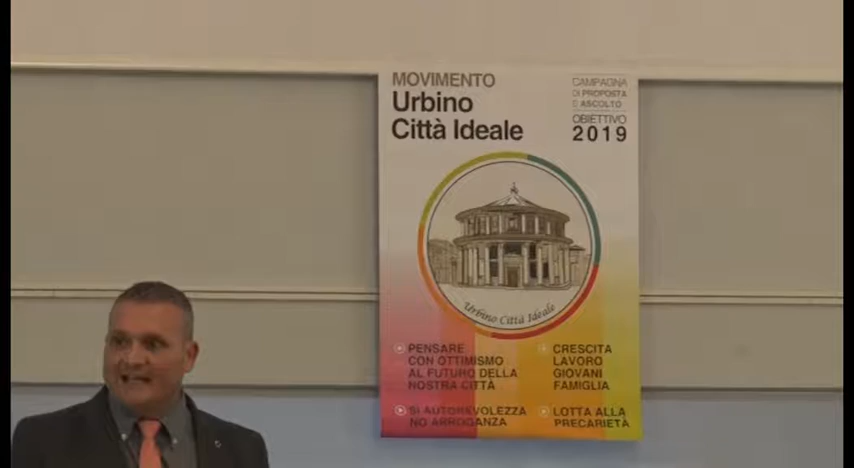 MOVIMENTO
Urbino
Città Ideale
CAMPAGNA
DI PROPOSTA
E ASCOLTO
OBIETTIVO
2019
Urbino Città Ideale
PENSARE
CON OTTIMISMO
AL FUTURO DELLA
NOSTRA CITTÀ
SI AUTOREVOLEZZA
NO ARROGANZA
CRESCITA
LAVORO
GIOVANI
FAMIGLIA
LOTTA ALLA
PRECARIETÀ